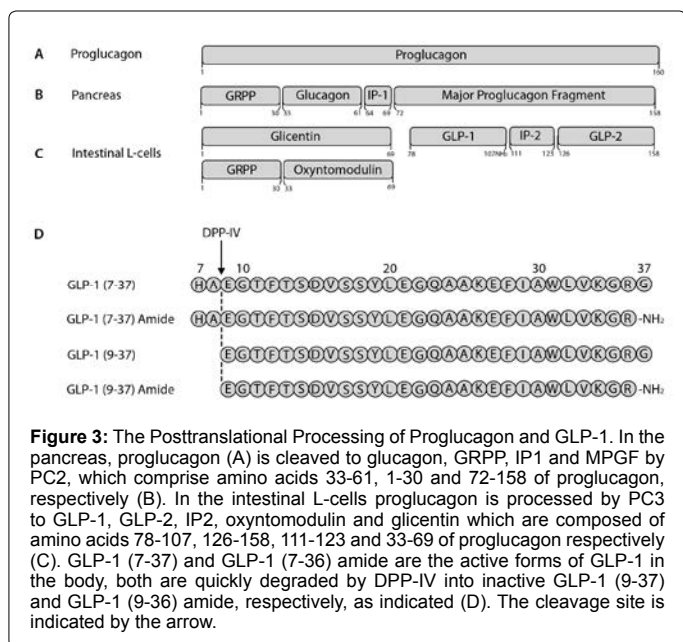 A Proglucagon Proglucagon
1 160
B Pancreas GRPP Glucagon IP-1 Major Proglucagon Fragment
1 30 33 61 64 69 72 158
Glicentin GLP-1 IP-2 GLP-2
1 69 78 107NH₂ 111 123 126 158
C Intestinal L-cells
GRPP Oxyntomodulin
1 30 33 69
D DPP-IV
7 10 20 30 37
GLP-1 (7-37) HAEGTFTSDVSSYLEGQAAKEFIAWLVKGRG
GLP-1 (7-37) Amide HAEGTFTSDVSSYLEGQAAKEFIAWLVKGR-NH₂
GLP-1 (9-37) EGTFTSDVSSYLEGQAAKEFIAWLVKGRG
GLP-1 (9-37) Amide EGTFTSDVSSYLEGQAAKEFIAWLVKGR-NH₂
Figure 3: The Posttranslational Processing of Proglucagon and GLP-1. In the
pancreas, proglucagon (A) is cleaved to glucagon, GRPP, IP1 and MPGF by
PC2, which comprise amino acids 33-61, 1-30 and 72-158 of proglucagon,
respectively (B). In the intestinal L-cells proglucagon is processed by PC3
to GLP-1, GLP-2, IP2, oxyntomodulin and glicentin which are composed of
amino acids 78-107, 126-158, 111-123 and 33-69 of proglucagon respectively
(C). GLP-1 (7-37) and GLP-1 (7-36) amide are the active forms of GLP-1 in
the body, both are quickly degraded by DPP-IV into inactive GLP-1 (9-37)
and GLP-1 (9-36) amide, respectively, as indicated (D). The cleavage site is
indicated by the arrow.